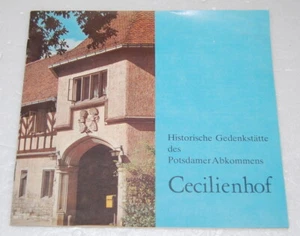 Historische Gedenkstätte
des
Potsdamer Abkommens
Cecilienhof